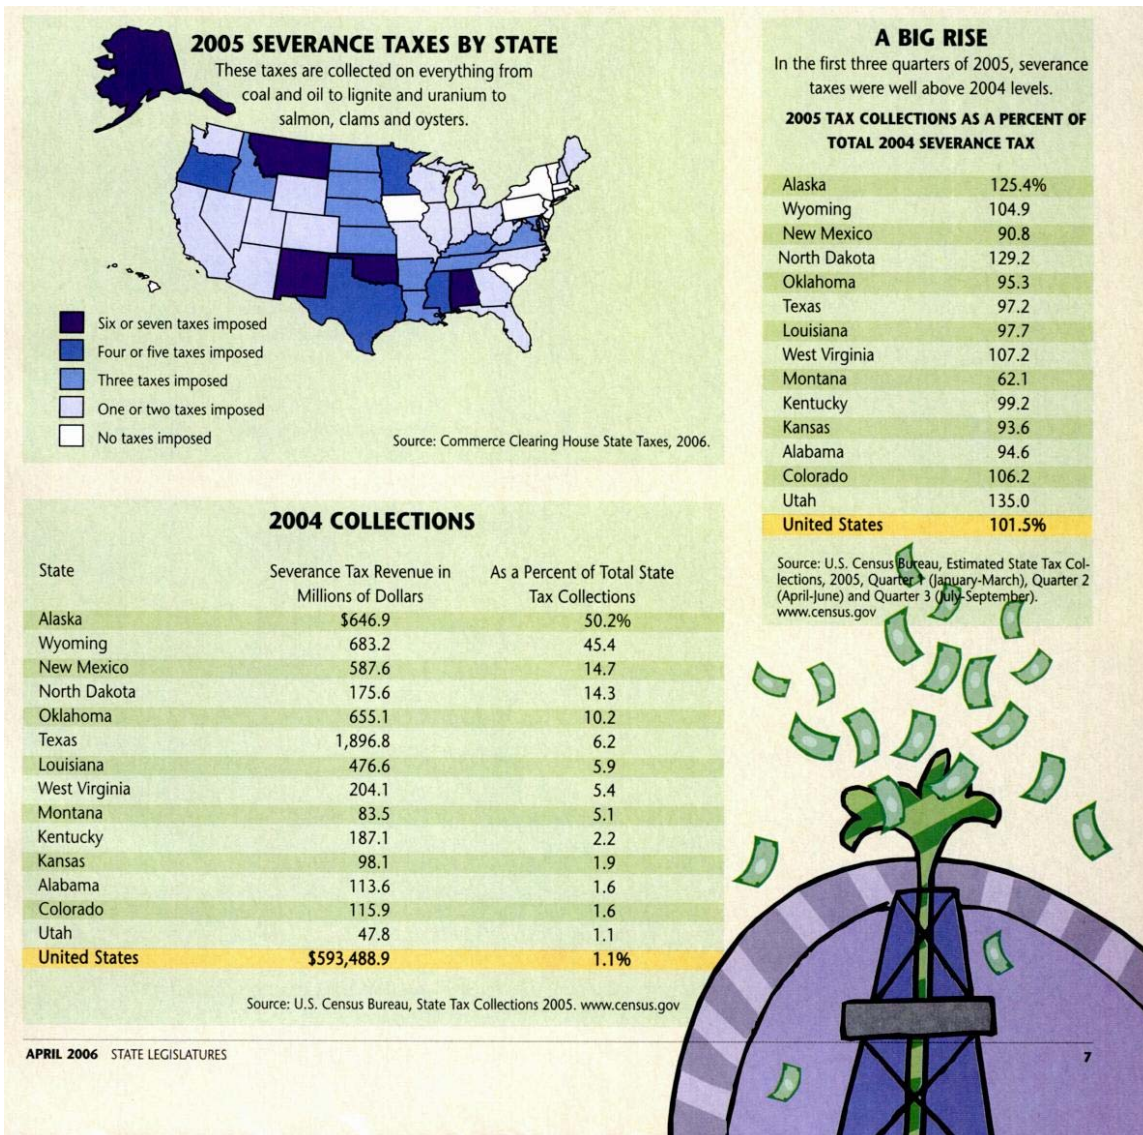 2005 SEVERANCE TAXES BY STATE
These taxes are collected on everything from
coal and oil to lignite and uranium to
salmon, clams and oysters.
Six or seven taxes imposed
Four or five taxes imposed
Three taxes imposed
One or two taxes imposed
No taxes imposed
Source: Commerce Clearing House State Taxes, 2006.
A BIG RISE
In the first three quarters of 2005, severance
taxes were well above 2004 levels.
2005 TAX COLLECTIONS AS A PERCENT OF
TOTAL 2004 SEVERANCE TAX
Alaska 125.4%
Wyoming 104.9
New Mexico 90.8
North Dakota 129.2
Oklahoma 95.3
Texas 97.2
Louisiana 97.7
West Virginia 107.2
Montana 62.1
Kentucky 99.2
Kansas 93.6
Alabama 94.6
Colorado 106.2
Utah 135.0
United States 101.5%
Source: U.S. Census Bureau, Estimated State Tax Col-
lections, 2005, Quarter 1 (January-March), Quarter 2
(April-June) and Quarter 3 (July-September).
www.census.gov
2004 COLLECTIONS
State Severance Tax Revenue in As a Percent of Total State
Millions of Dollars Tax Collections
Alaska $646.9 50.2%
Wyoming 683.2 45.4
New Mexico 587.6 14.7
North Dakota 175.6 14.3
Oklahoma 655.1 10.2
Texas 1,896.8 6.2
Louisiana 476.6 5.9
West Virginia 204.1 5.4
Montana 83.5 5.1
Kentucky 187.1 2.2
Kansas 98.1 1.9
Alabama 113.6 1.6
Colorado 115.9 1.6
Utah 47.8 1.1
United States $593,488.9 1.1%
Source: U.S. Census Bureau, State Tax Collections 2005. www.census.gov
APRIL 2006 STATE LEGISLATURES 7